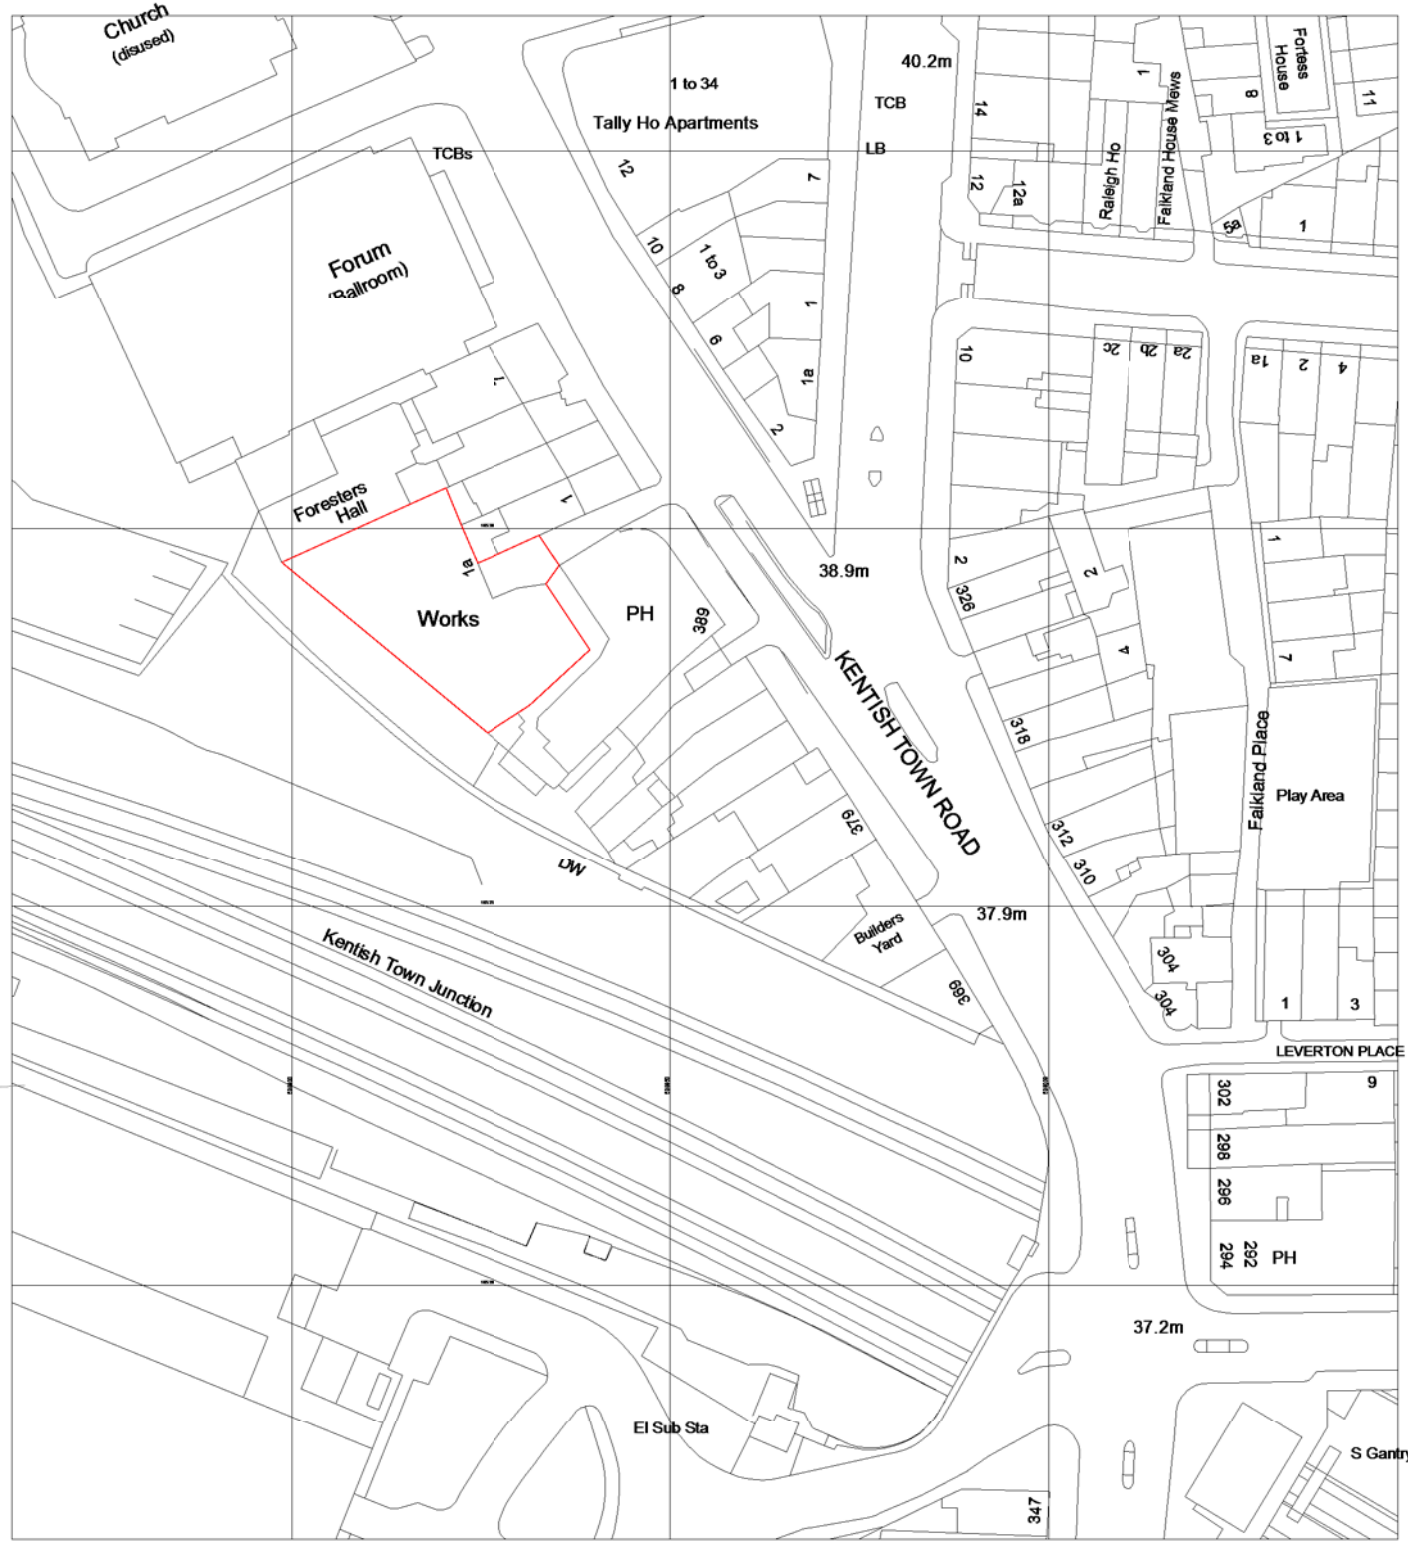 Church
(disused)
40.2m
Fortess
House
1 to 34
1
8
11
TCB
14
Tally Ho Apartments
Falkland House Mews
1 to 3
TCBs
LB
12
7
12
12a
Raleigh Ho
5a
1
10
1 to 3
Forum
(Ballroom)
8
1
6
10
2c
2b
2a
1a
2
4
1a
2
1
Foresters
Hall
1
1a
2
38.9m
2
326
Works
PH
389
4
7
KENTISH TOWN ROAD
318
Falkland Place
Play Area
379
312
310
DW
37.9m
Builders
Yard
Kentish Town Junction
304
369
304
1
3
LEVERTON PLACE
302
9
298
296
294
292
PH
37.2m
El Sub Sta
S Gantry
347